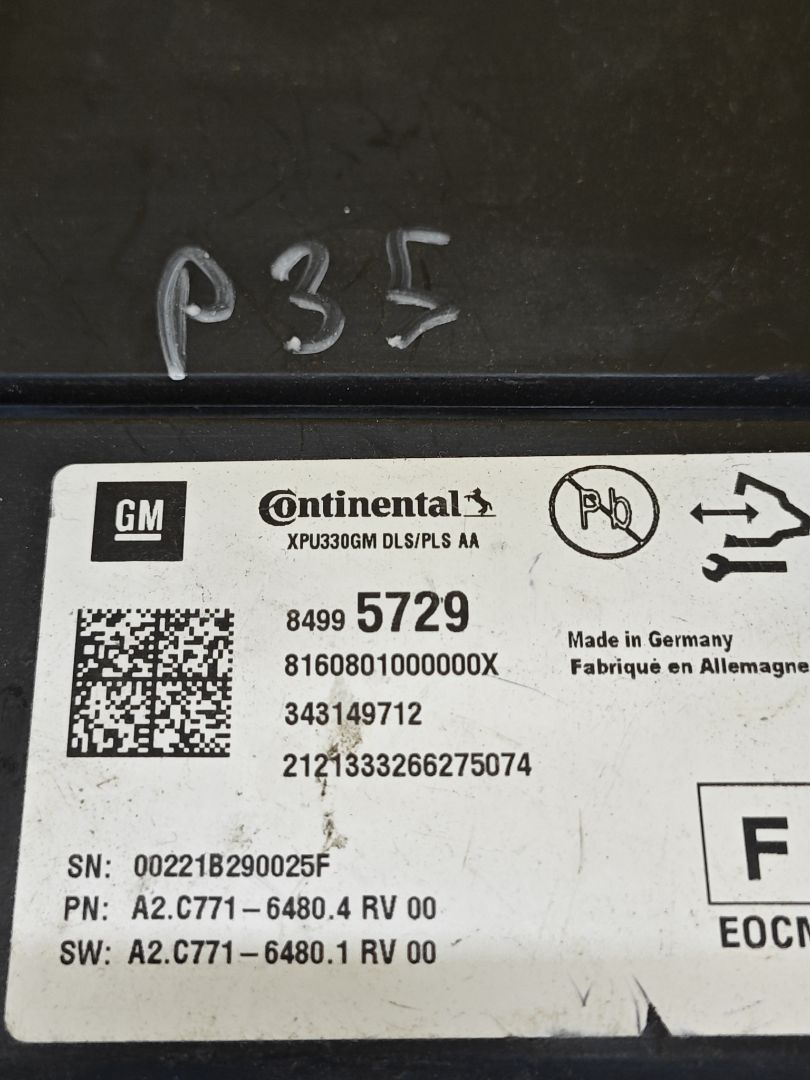 P35
GM
Continental
XPU330GM DLS/PLS AA
Pb
8499 5729
8160801000000X
343149712
2121333266275074
Made in Germany
Fabriqué en Allemagne
SN: 00221B290025F
PN: A2.C771-6480.4 RV 00
SW: A2.C771-6480.1 RV 00
F